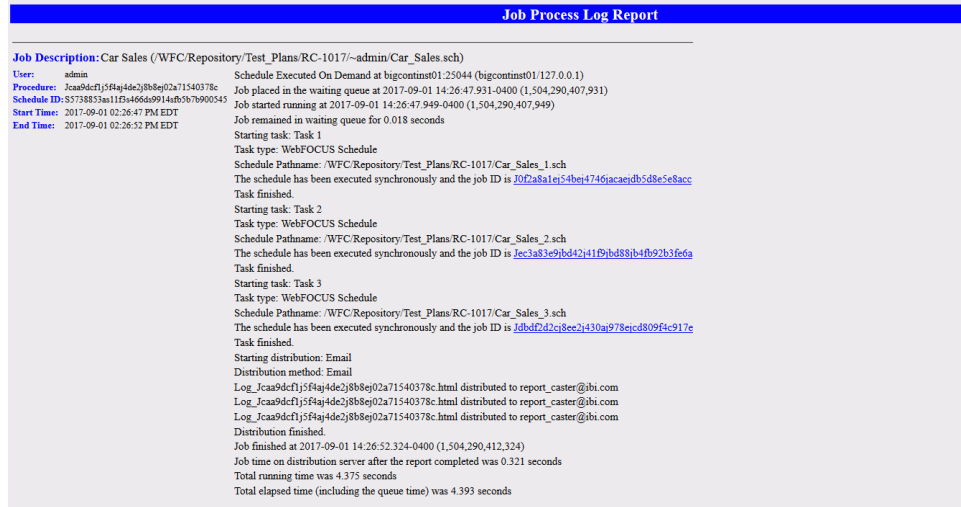 Job Process Log Report
Job Description: Car Sales (/WFC/Repository/Test_Plans/RC-1017/~admin/Car_Sales.sch)
User: admin
Procedure: Jcaa9dcf1j5f4aj4de2j8b8ej02a71540378c
Schedule ID: S5738853as11f3s466ds9914sfb5b7b900545
Start Time: 2017-09-01 02:26:47 PM EDT
End Time: 2017-09-01 02:26:52 PM EDT
Schedule Executed On Demand at bigcontinst01:25044 (bigcontinst01/127.0.0.1)
Job placed in the waiting queue at 2017-09-01 14:26:47.931-0400 (1,504,290,407,931)
Job started running at 2017-09-01 14:26:47.949-0400 (1,504,290,407,949)
Job remained in waiting queue for 0.018 seconds
Starting task: Task 1
Task type: WebFOCUS Schedule
Schedule Pathname: /WFC/Repository/Test_Plans/RC-1017/Car_Sales_1.sch
The schedule has been executed synchronously and the job ID is J0f2a8a1ej54bej4746jacaejdb5d8e5e8acc
Task finished.
Starting task: Task 2
Task type: WebFOCUS Schedule
Schedule Pathname: /WFC/Repository/Test_Plans/RC-1017/Car_Sales_2.sch
The schedule has been executed synchronously and the job ID is Jec3a83e9jbd42j41f9jbd88jb4fb92b3fe6a
Task finished.
Starting task: Task 3
Task type: WebFOCUS Schedule
Schedule Pathname: /WFC/Repository/Test_Plans/RC-1017/Car_Sales_3.sch
The schedule has been executed synchronously and the job ID is Jdbdf2d2cj8ee2j430aj978ejcd809f4c917e
Task finished.
Starting distribution: Email
Distribution method: Email
Log_Jcaa9dcf1j5f4aj4de2j8b8ej02a71540378c.html distributed to report_caster@ibi.com
Log_Jcaa9dcf1j5f4aj4de2j8b8ej02a71540378c.html distributed to report_caster@ibi.com
Log_Jcaa9dcf1j5f4aj4de2j8b8ej02a71540378c.html distributed to report_caster@ibi.com
Distribution finished.
Job finished at 2017-09-01 14:26:52.324-0400 (1,504,290,412,324)
Job time on distribution server after the report completed was 0.321 seconds
Total running time was 4.375 seconds
Total elapsed time (including the queue time) was 4.393 seconds